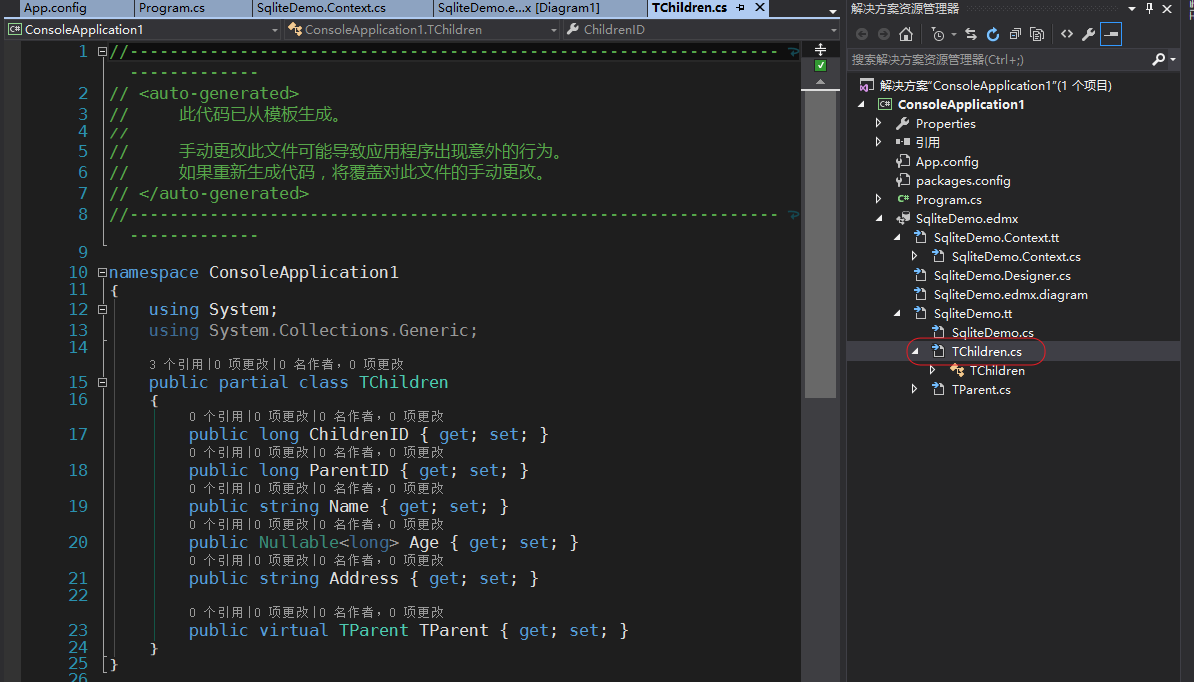 App.config Program.cs SqliteDemo.Context.cs SqliteDemo.e...x [Diagram1] TChildren.cs
ConsoleApplication1 ConsoleApplication1.TChildren ChildrenID
1 //-----------------------------------------------------------------
-------------
2 // <auto-generated>
3 // 此代码已从模板生成。
4 //
5 // 手动更改此文件可能导致应用程序出现意外的行为。
6 // 如果重新生成代码，将覆盖对此文件的手动更改。
7 // </auto-generated>
8 //-----------------------------------------------------------------
-------------
9
10 namespace ConsoleApplication1
11 {
12 using System;
13 using System.Collections.Generic;
14
3 个引用|0 项更改|0 名作者，0 项更改
15 public partial class TChildren
16 {
0 个引用|0 项更改|0 名作者，0 项更改
17 public long ChildrenID { get; set; }
0 个引用|0 项更改|0 名作者，0 项更改
18 public long ParentID { get; set; }
0 个引用|0 项更改|0 名作者，0 项更改
19 public string Name { get; set; }
0 个引用|0 项更改|0 名作者，0 项更改
20 public Nullable<long> Age { get; set; }
0 个引用|0 项更改|0 名作者，0 项更改
21 public string Address { get; set; }
22
0 个引用|0 项更改|0 名作者，0 项更改
23 public virtual TParent TParent { get; set; }
24 }
25 }
26
解决方案资源管理器
搜索解决方案资源管理器(Ctrl+;)
解决方案"ConsoleApplication1"(1 个项目)
C# ConsoleApplication1
Properties
引用
App.config
packages.config
C# Program.cs
SqliteDemo.edmx
SqliteDemo.Context.tt
SqliteDemo.Context.cs
SqliteDemo.Designer.cs
SqliteDemo.edmx.diagram
SqliteDemo.tt
SqliteDemo.cs
TChildren.cs
TChildren
TParent.cs